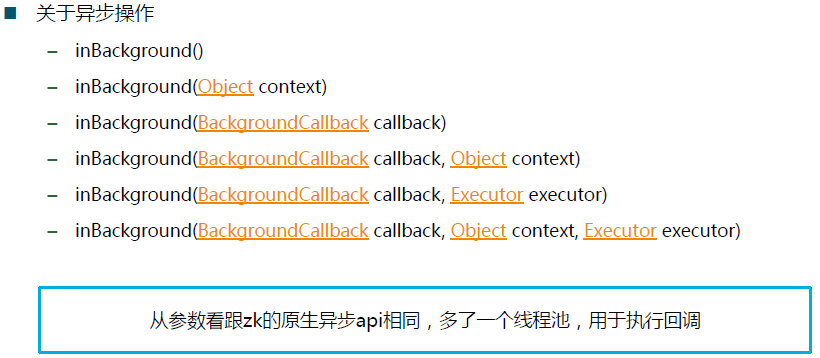 关于异步操作
– inBackground()
– inBackground(Object context)
– inBackground(BackgroundCallback callback)
– inBackground(BackgroundCallback callback, Object context)
– inBackground(BackgroundCallback callback, Executor executor)
– inBackground(BackgroundCallback callback, Object context, Executor executor)
从参数看跟zk的原生异步api相同，多了一个线程池，用于执行回调